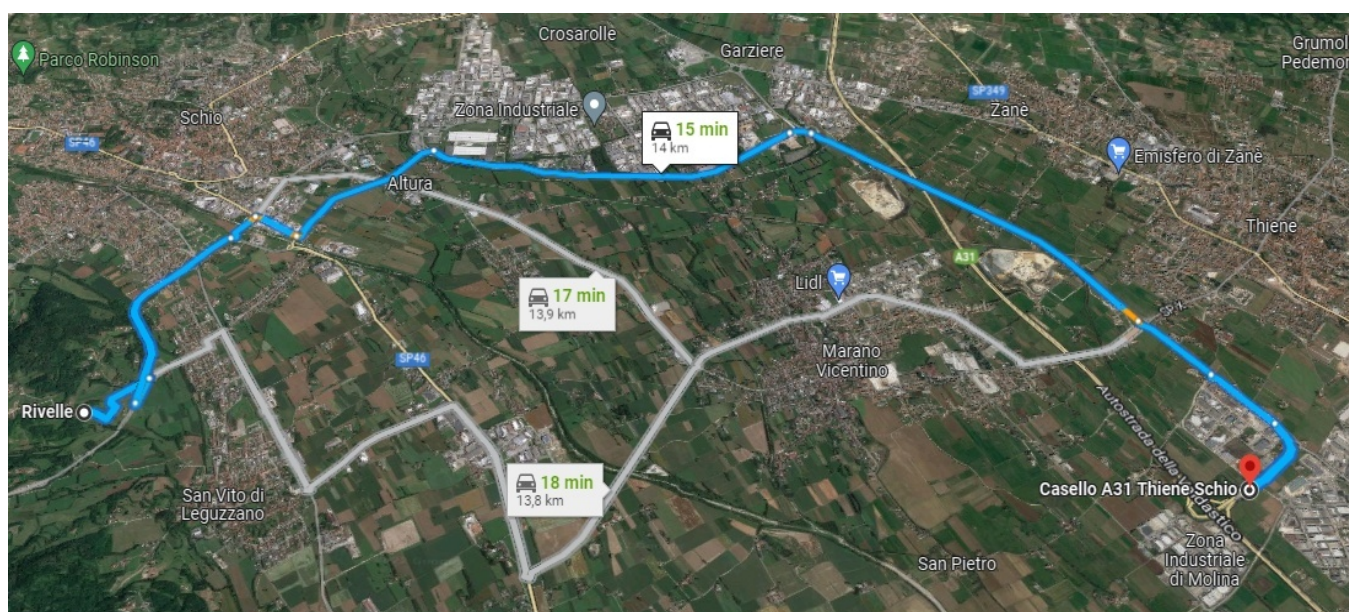 Crosarolle
Garziere
Grumol
Pedemor
Parco Robinson
SP349
Zanè
Zona Industriale
Schio
15 min
14 km
SP46
Emisfero di Zanè
Altura
Thiene
A31
Lidl
17 min
13,9 km
Marano
Vicentino
SP46
Rivelle
Autostrada della Valdastico
18 min
13,8 km
Casello A31 Thiene Schio
San Vito di
Leguzzano
Zona
Industriale
di Molina
San Pietro